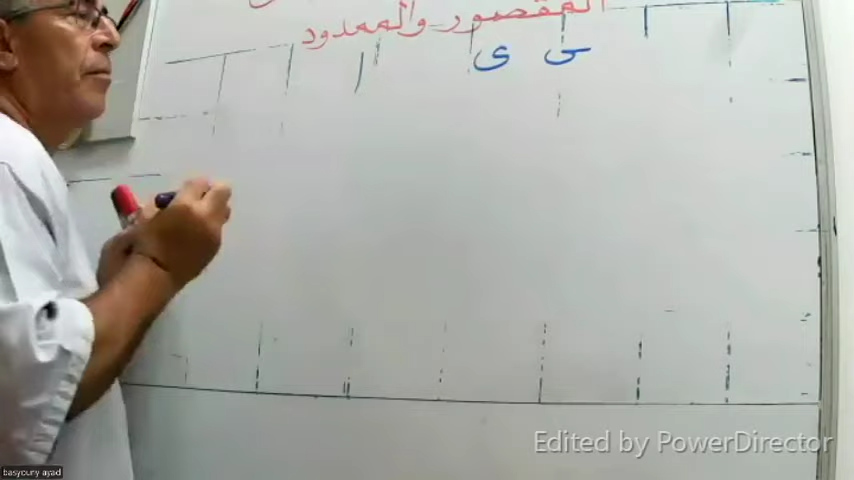 المقصور والممدود
ى ى ا
Edited by PowerDirector
basyouny ayad